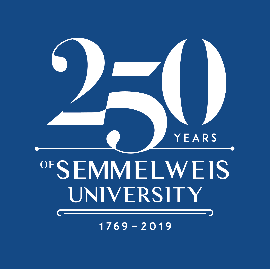 250
YEARS
OF SEMMELWEIS
UNIVERSITY
1769-2019